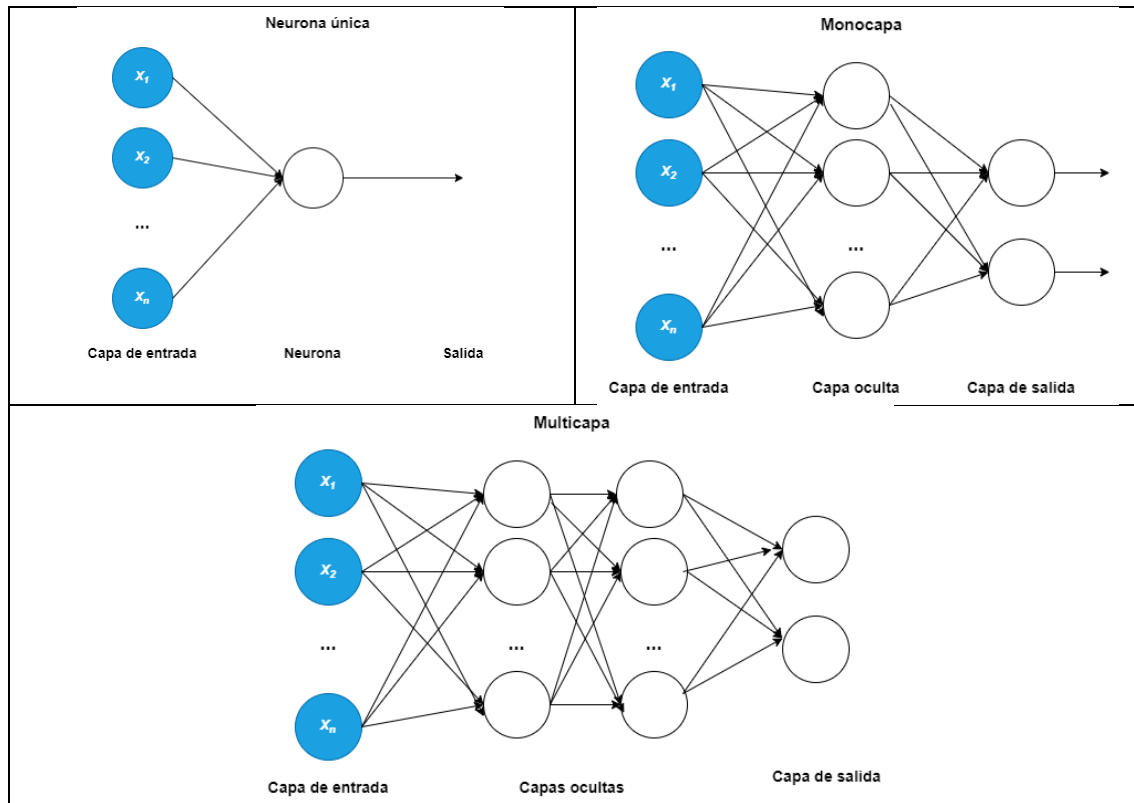 Neurona única
X1
X2
...
Xn
Capa de entrada Neurona Salida
Monocapa
X1
X2
... ...
Xn
Capa de entrada Capa oculta Capa de salida
Multicapa
X1
X2
... ... ...
Xn
Capa de entrada Capas ocultas Capa de salida